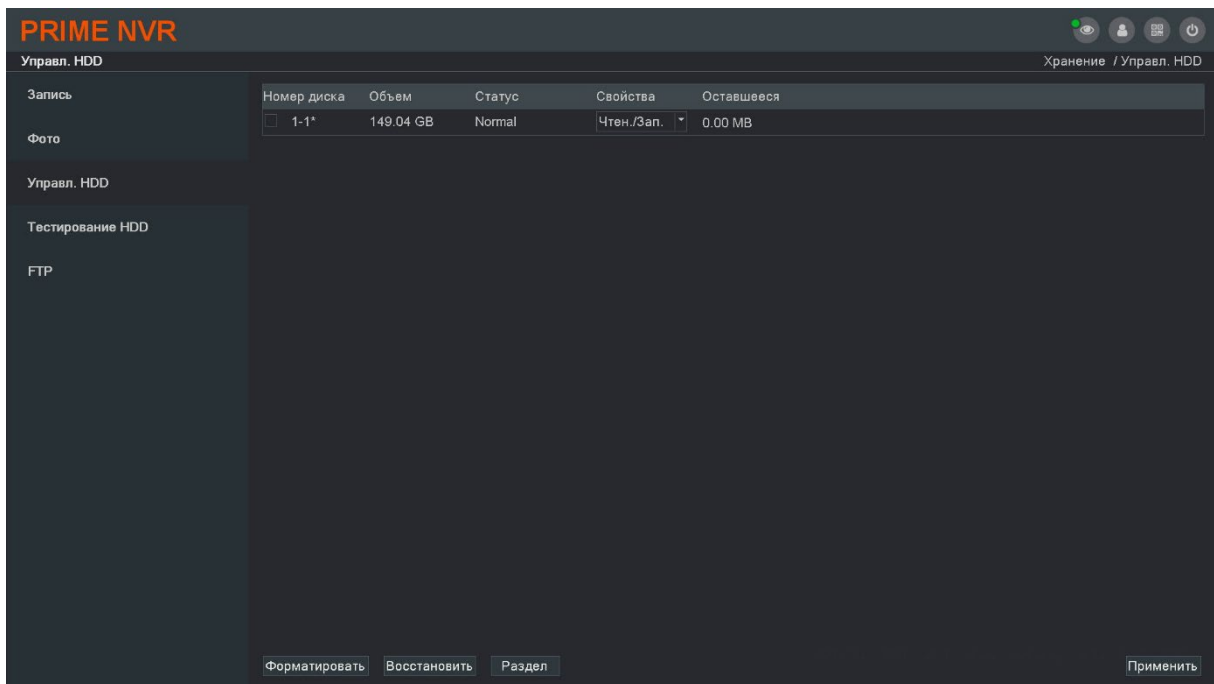 PRIME NVR
Управл. HDD
Хранение / Управл. HDD
Запись
Фото
Управл. HDD
Тестирование HDD
FTP
Номер диска Объем Статус Свойства Оставшееся
1-1* 149.04 GB Normal Чтен./Зап. 0.00 MB
Форматировать Восстановить Раздел Применить